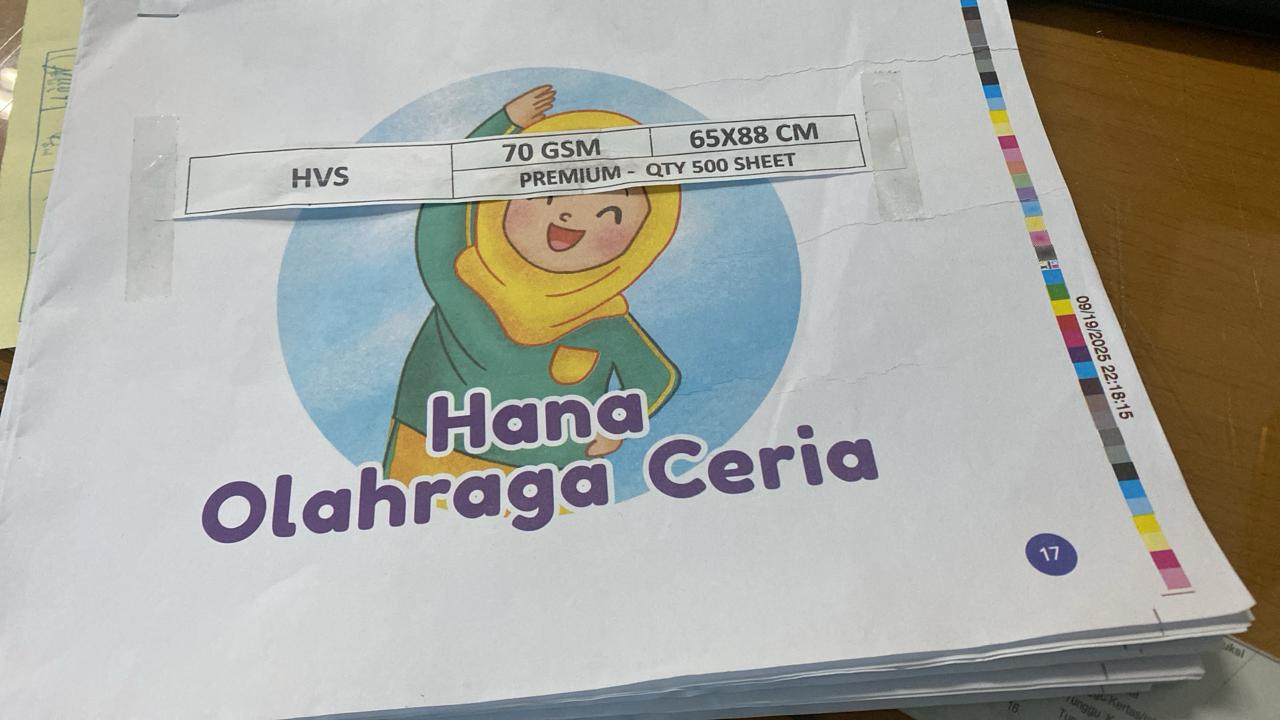 HVS
70 GSM
65X88 CM
PREMIUM - QTY 500 SHEET
Hana
Olahraga Ceria
09/19/2025 22:18:15
17
16